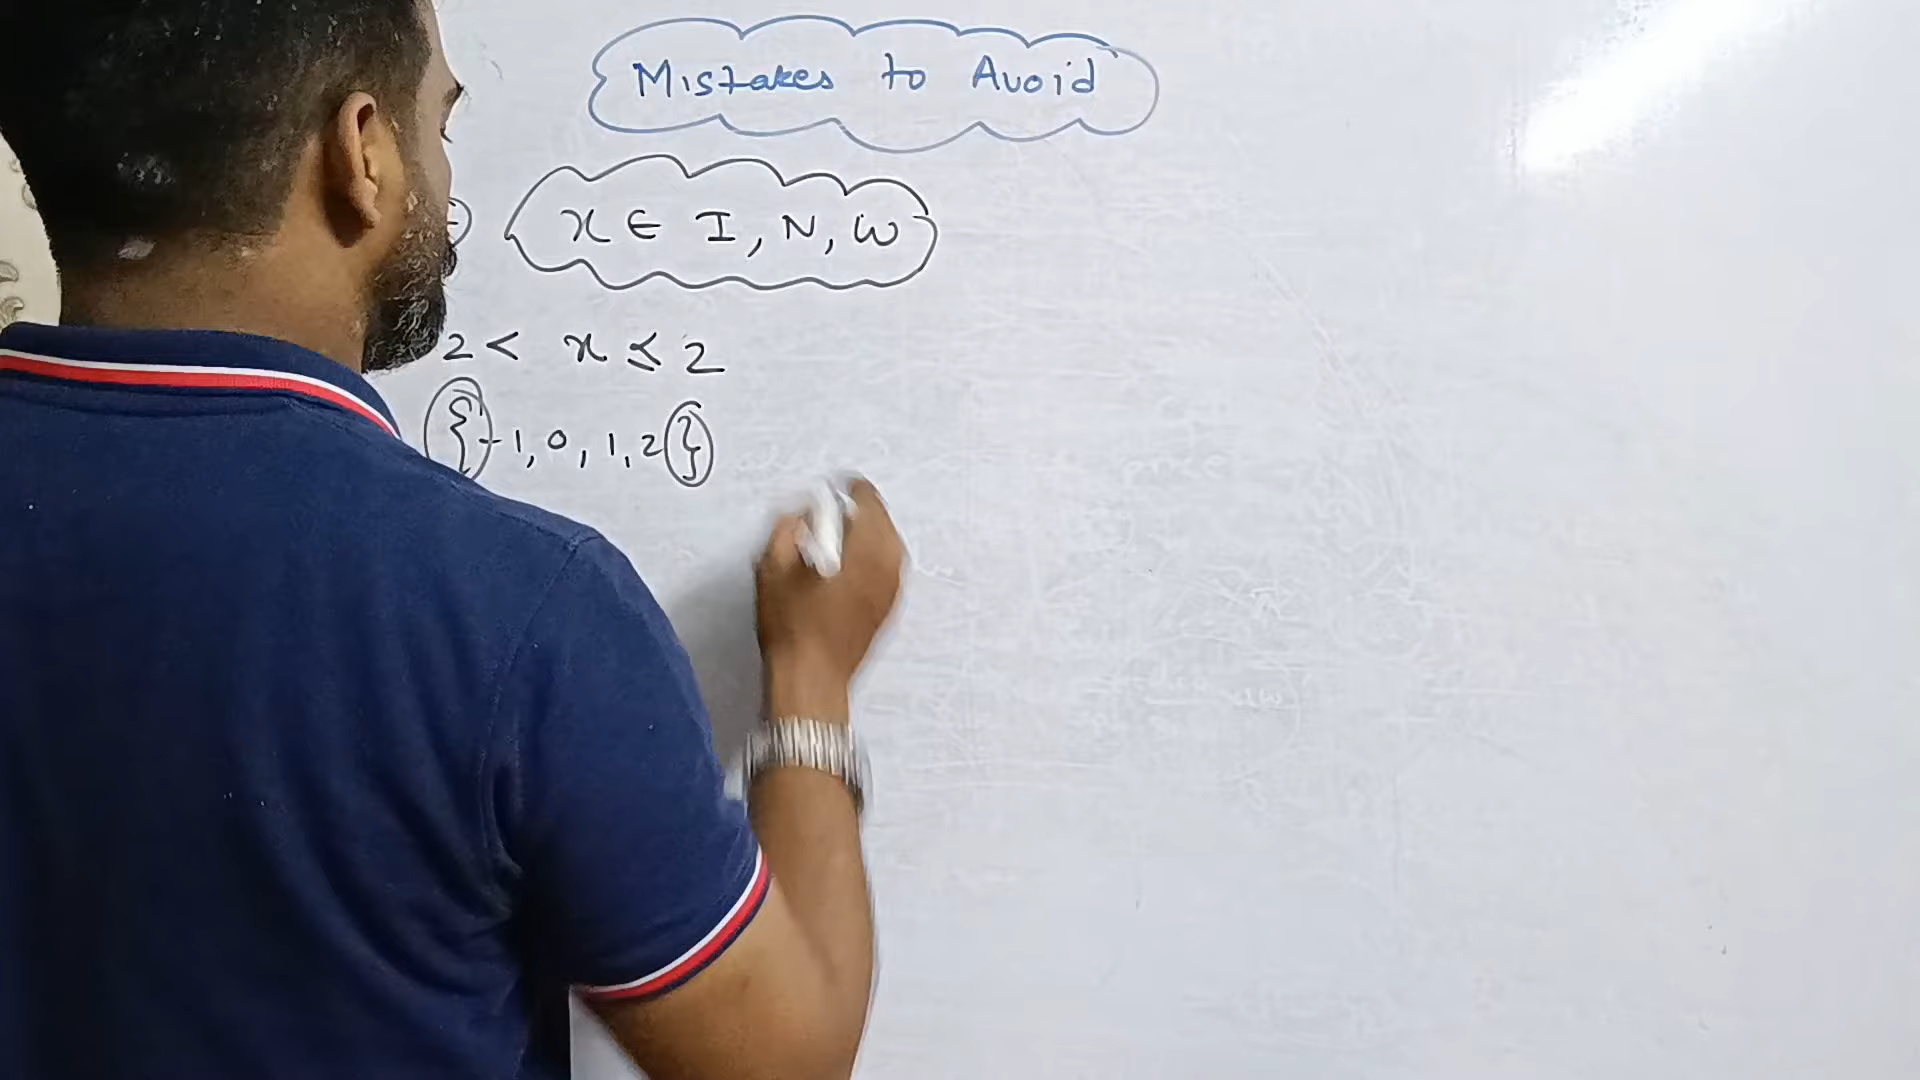 Mistakes to Avoid
x ∈ I, N, W
2 < x ≤ 2
{-1, 0, 1, 2}